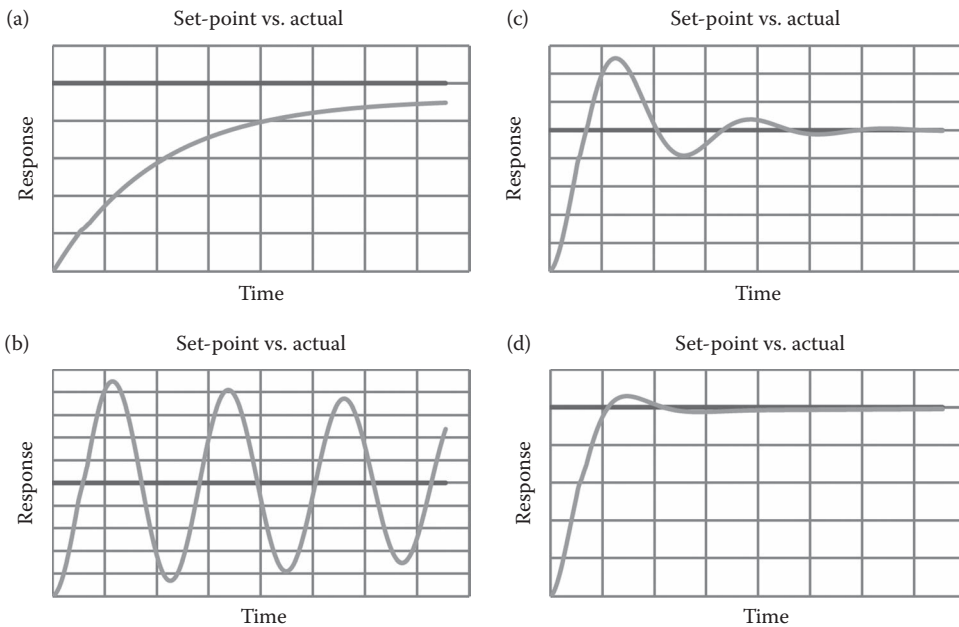 (a)
Set-point vs. actual
Response
Time
(c)
Set-point vs. actual
Response
Time
(b)
Set-point vs. actual
Response
Time
(d)
Set-point vs. actual
Response
Time